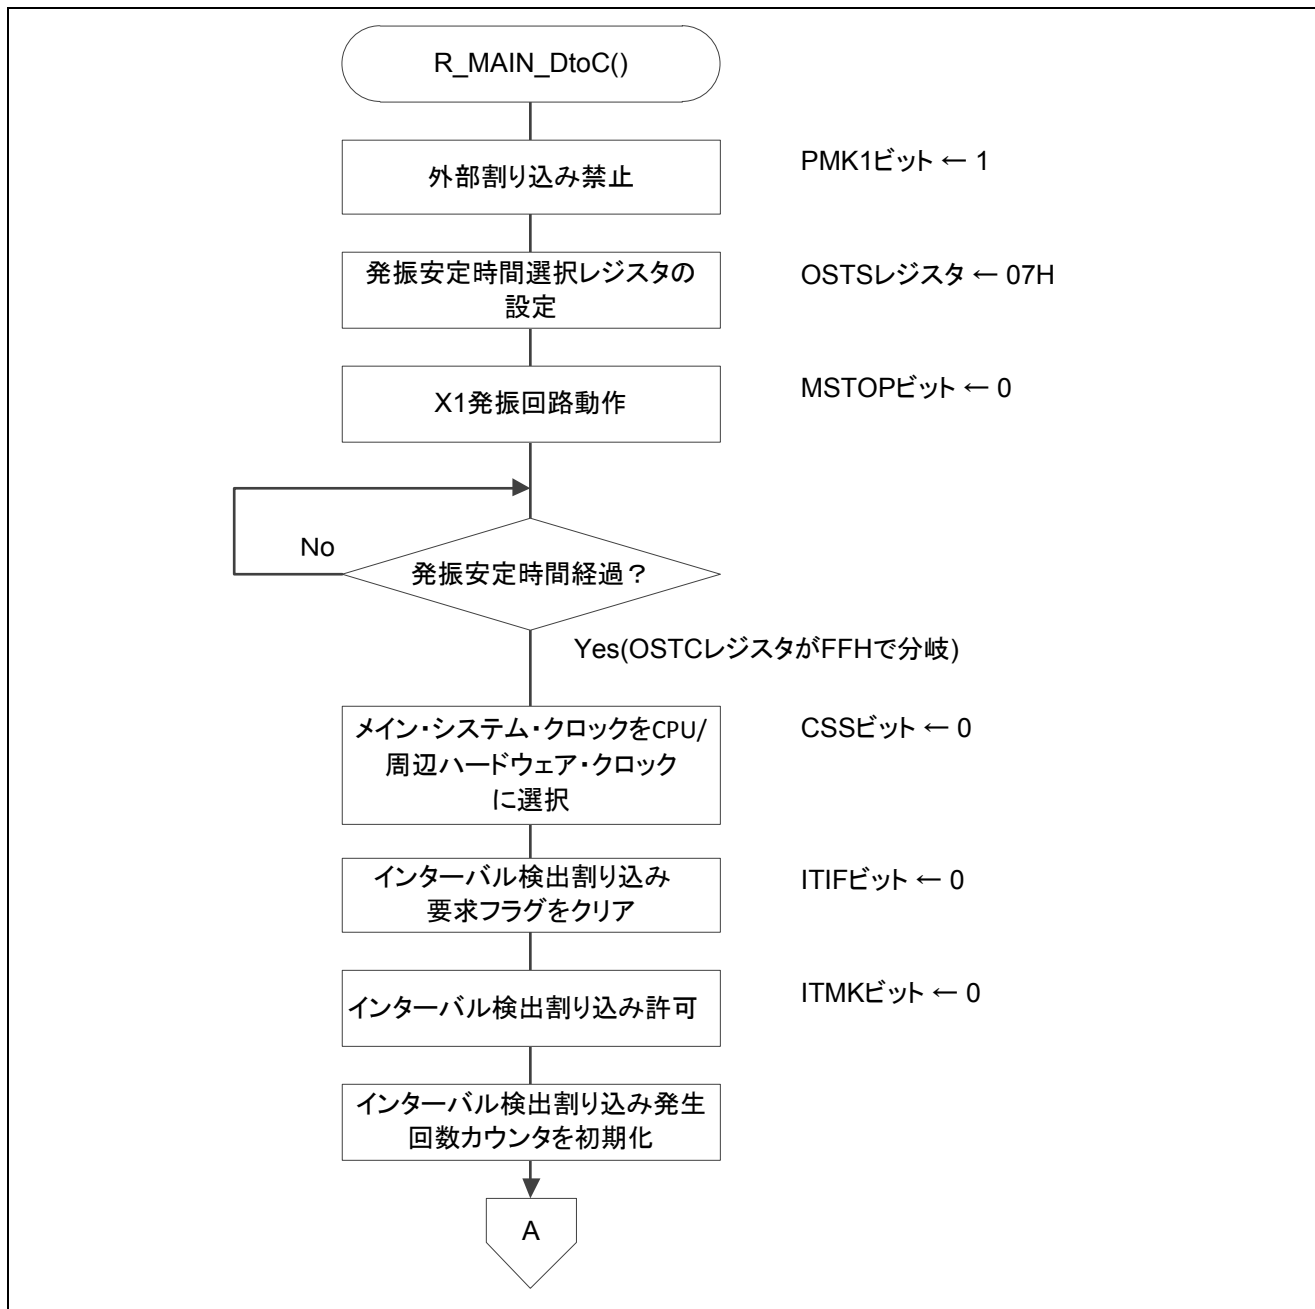 R_MAIN_DtoC()
外部割り込み禁止
PMK1ビット ← 1
発振安定時間選択レジスタの
設定
OSTSレジスタ ← 07H
X1発振回路動作
MSTOPビット ← 0
No
発振安定時間経過?
Yes(OSTCレジスタがFFHで分岐)
メイン・システム・クロックをCPU/
周辺ハードウェア・クロック
に選択
CSSビット ← 0
インターバル検出割り込み
要求フラグをクリア
ITIFビット ← 0
インターバル検出割り込み許可
ITMKビット ← 0
インターバル検出割り込み発生
回数カウンタを初期化
A